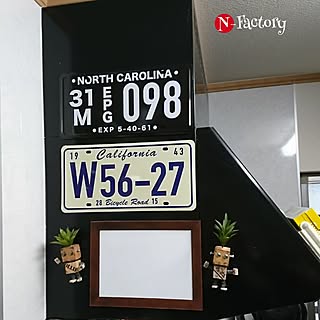 N-Factory
NORTH CAROLINA
31 M EPG 098
EXP 5-40-61
19 California 43
W56-27
28 Bicycle Road 15